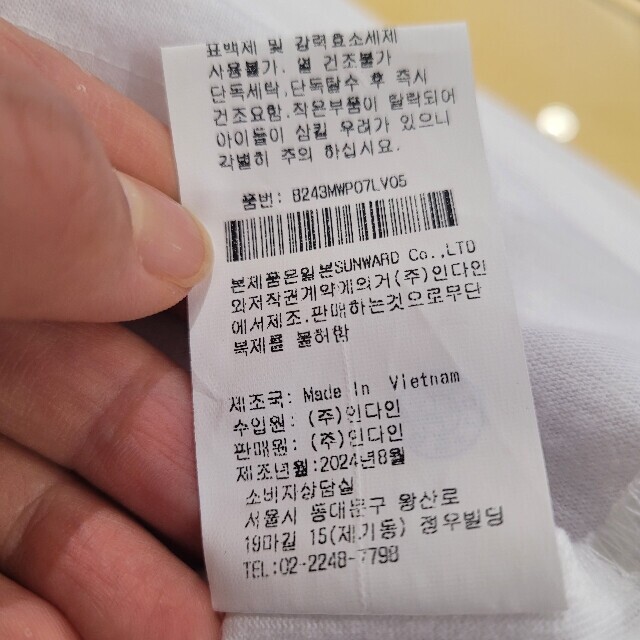 표백제 및 강력효소세제
사용불가. 열 건조불가
단독세탁.단독탈수 후 즉시
건조요함.작은부품이 탈락되어
아이들이 삼킬 우려가 있으니
각별히 주의 하십시요.
품번: B243MWP07LV05
본제품은일본SUNWARD Co.,LTD
와저작권계약에의거(주)인다인
에서제조.판매하는것으로무단
복제를 불허함
제조국: Made In Vietnam
수입원: (주)인다인
판매원: (주)인다인
제조년월:2024년8월
소비자상담실
서울시 동대문구 왕산로
19마길 15(제기동) 정우빌딩
TEL:02-2248-7798